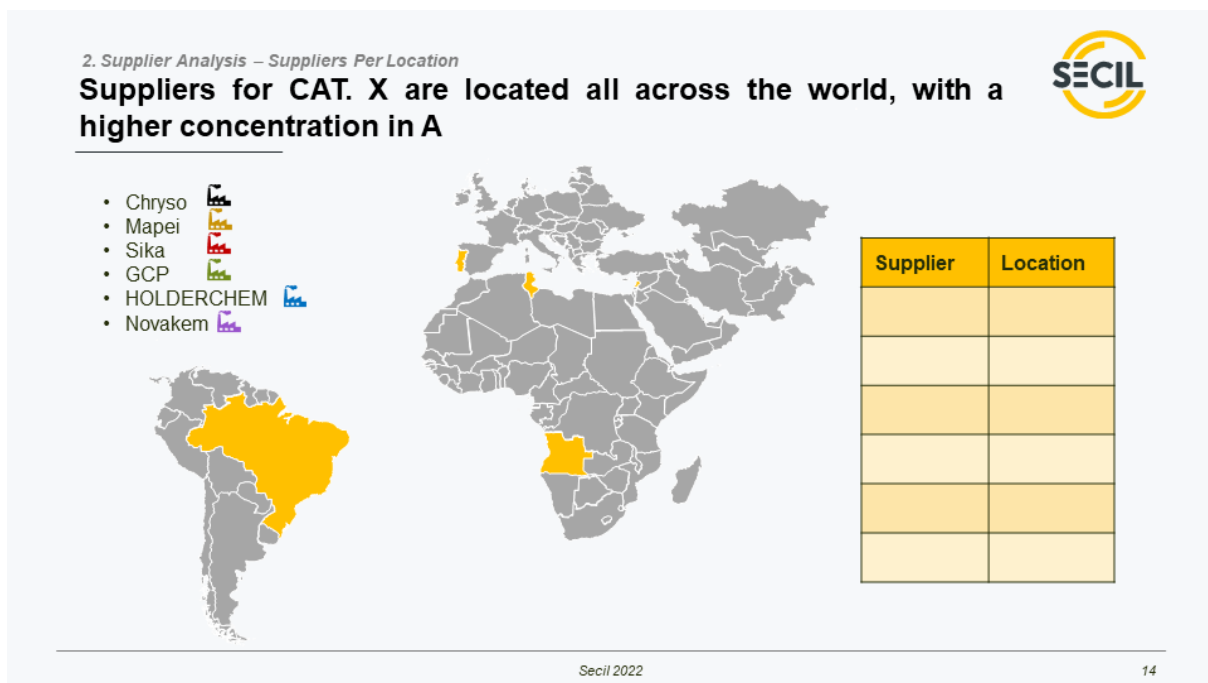 2. Supplier Analysis – Suppliers Per Location
Suppliers for CAT. X are located all across the world, with a
higher concentration in A
SECIL
• Chryso
• Mapei
• Sika
• GCP
• HOLDERCHEM
• Novakem
Supplier Location
Secil 2022
14